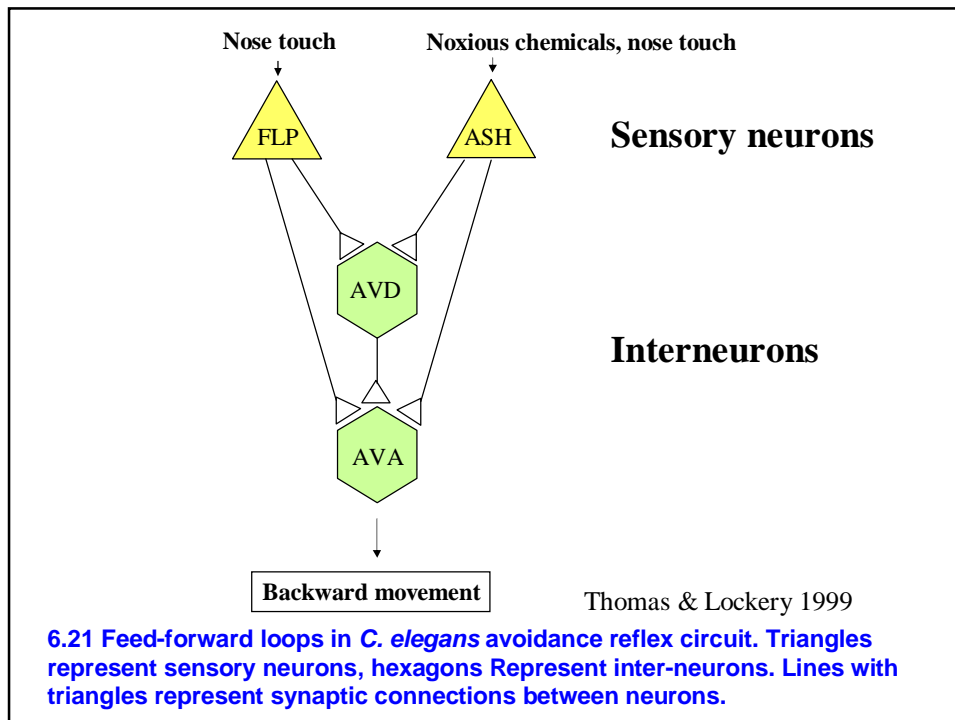 Nose touch
Noxious chemicals, nose touch
FLP
ASH
Sensory neurons
AVD
Interneurons
AVA
Backward movement
Thomas & Lockery 1999
6.21 Feed-forward loops in C. elegans avoidance reflex circuit. Triangles
represent sensory neurons, hexagons Represent inter-neurons. Lines with
triangles represent synaptic connections between neurons.